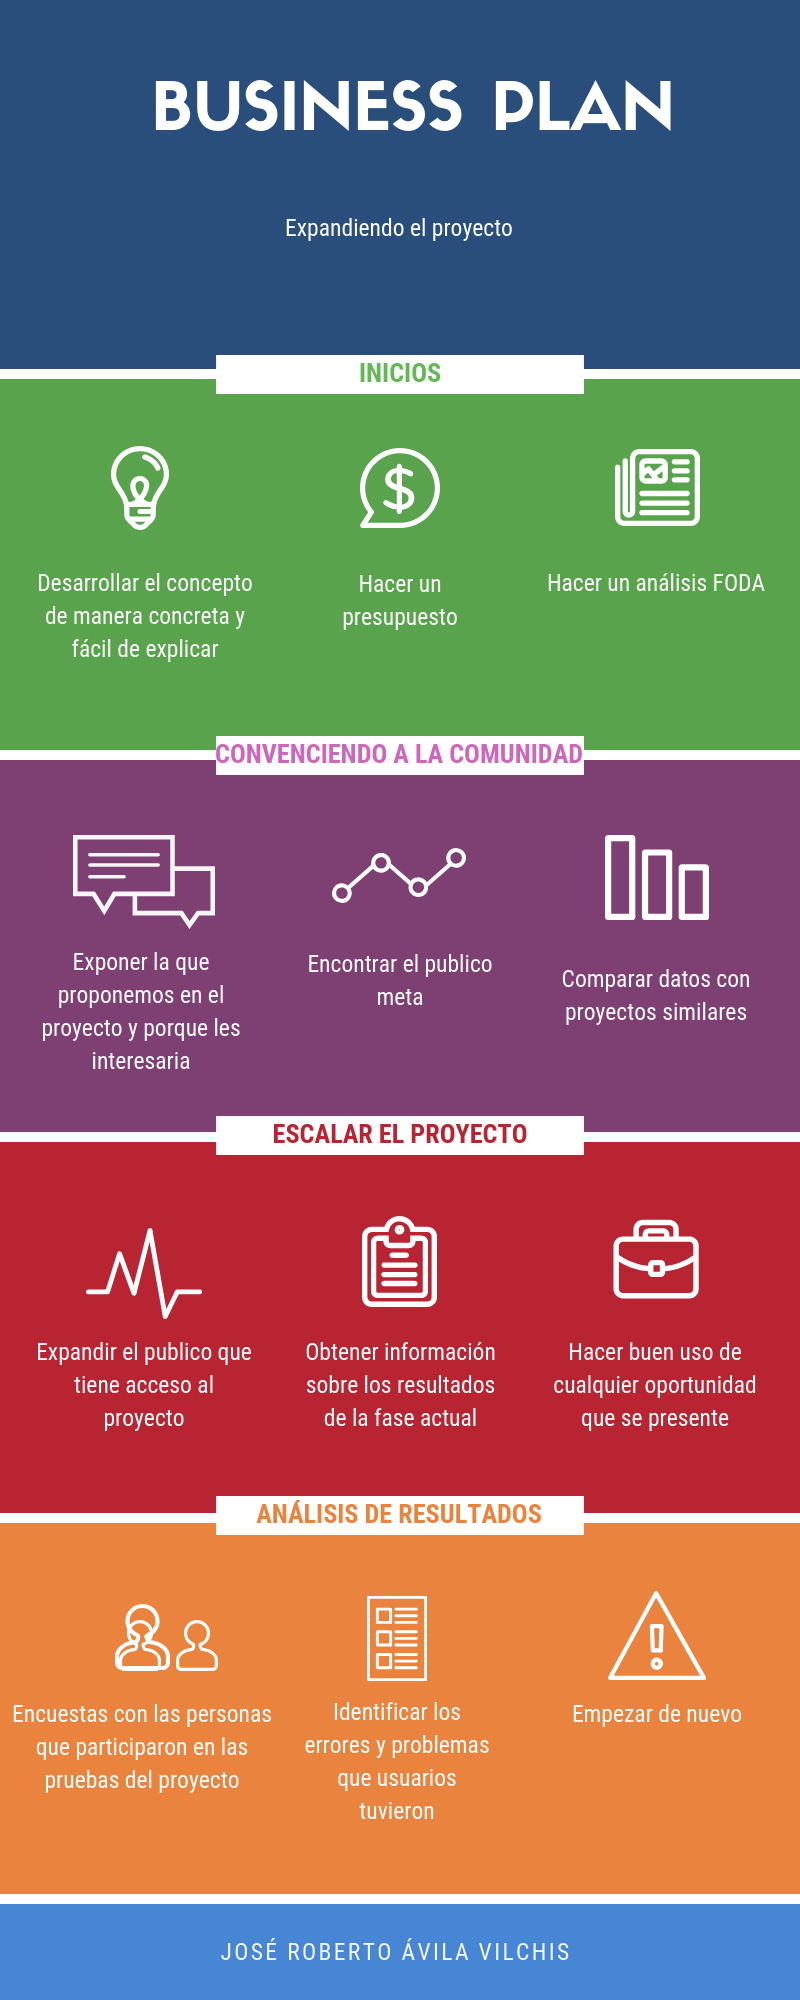 BUSINESS PLAN
Expandiendo el proyecto
INICIOS
Desarrollar el concepto
de manera concreta y
fácil de explicar
Hacer un
presupuesto
Hacer un análisis FODA
CONVENCIENDO A LA COMUNIDAD
Exponer la que
proponemos en el
proyecto y porque les
interesaria
Encontrar el publico
meta
Comparar datos con
proyectos similares
ESCALAR EL PROYECTO
Expandir el publico que
tiene acceso al
proyecto
Obtener información
sobre los resultados
de la fase actual
Hacer buen uso de
cualquier oportunidad
que se presente
ANÁLISIS DE RESULTADOS
Encuestas con las personas
que participaron en las
pruebas del proyecto
Identificar los
errores y problemas
que usuarios
tuvieron
Empezar de nuevo
JOSÉ ROBERTO ÁVILA VILCHIS